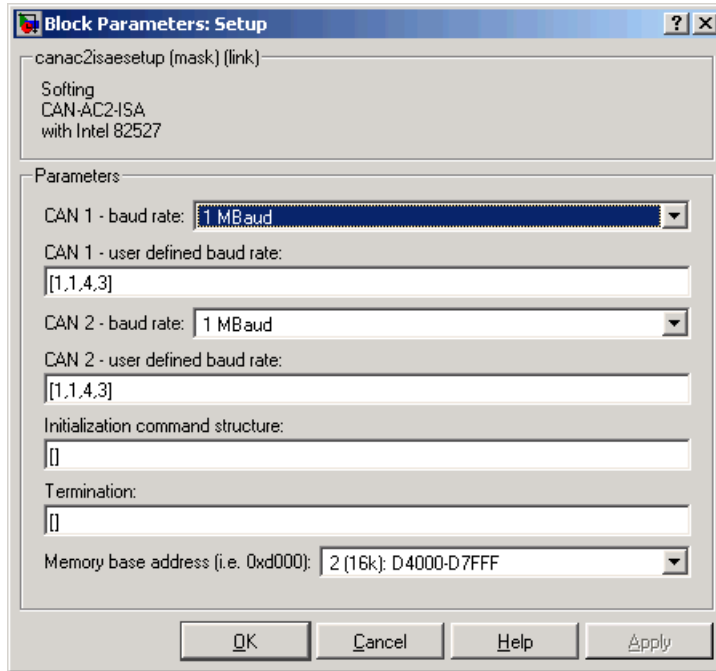 Block Parameters: Setup
canac2isaesetup (mask) (link)
Softing
CAN-AC2-ISA
with Intel 82527
Parameters
CAN 1 - baud rate: 1 MBaud
CAN 1 - user defined baud rate:
[1,1,4,3]
CAN 2 - baud rate: 1 MBaud
CAN 2 - user defined baud rate:
[1,1,4,3]
Initialization command structure:
[]
Termination:
[]
Memory base address (i.e. 0xd000): 2 (16k): D4000-D7FFF
OK Cancel Help Apply